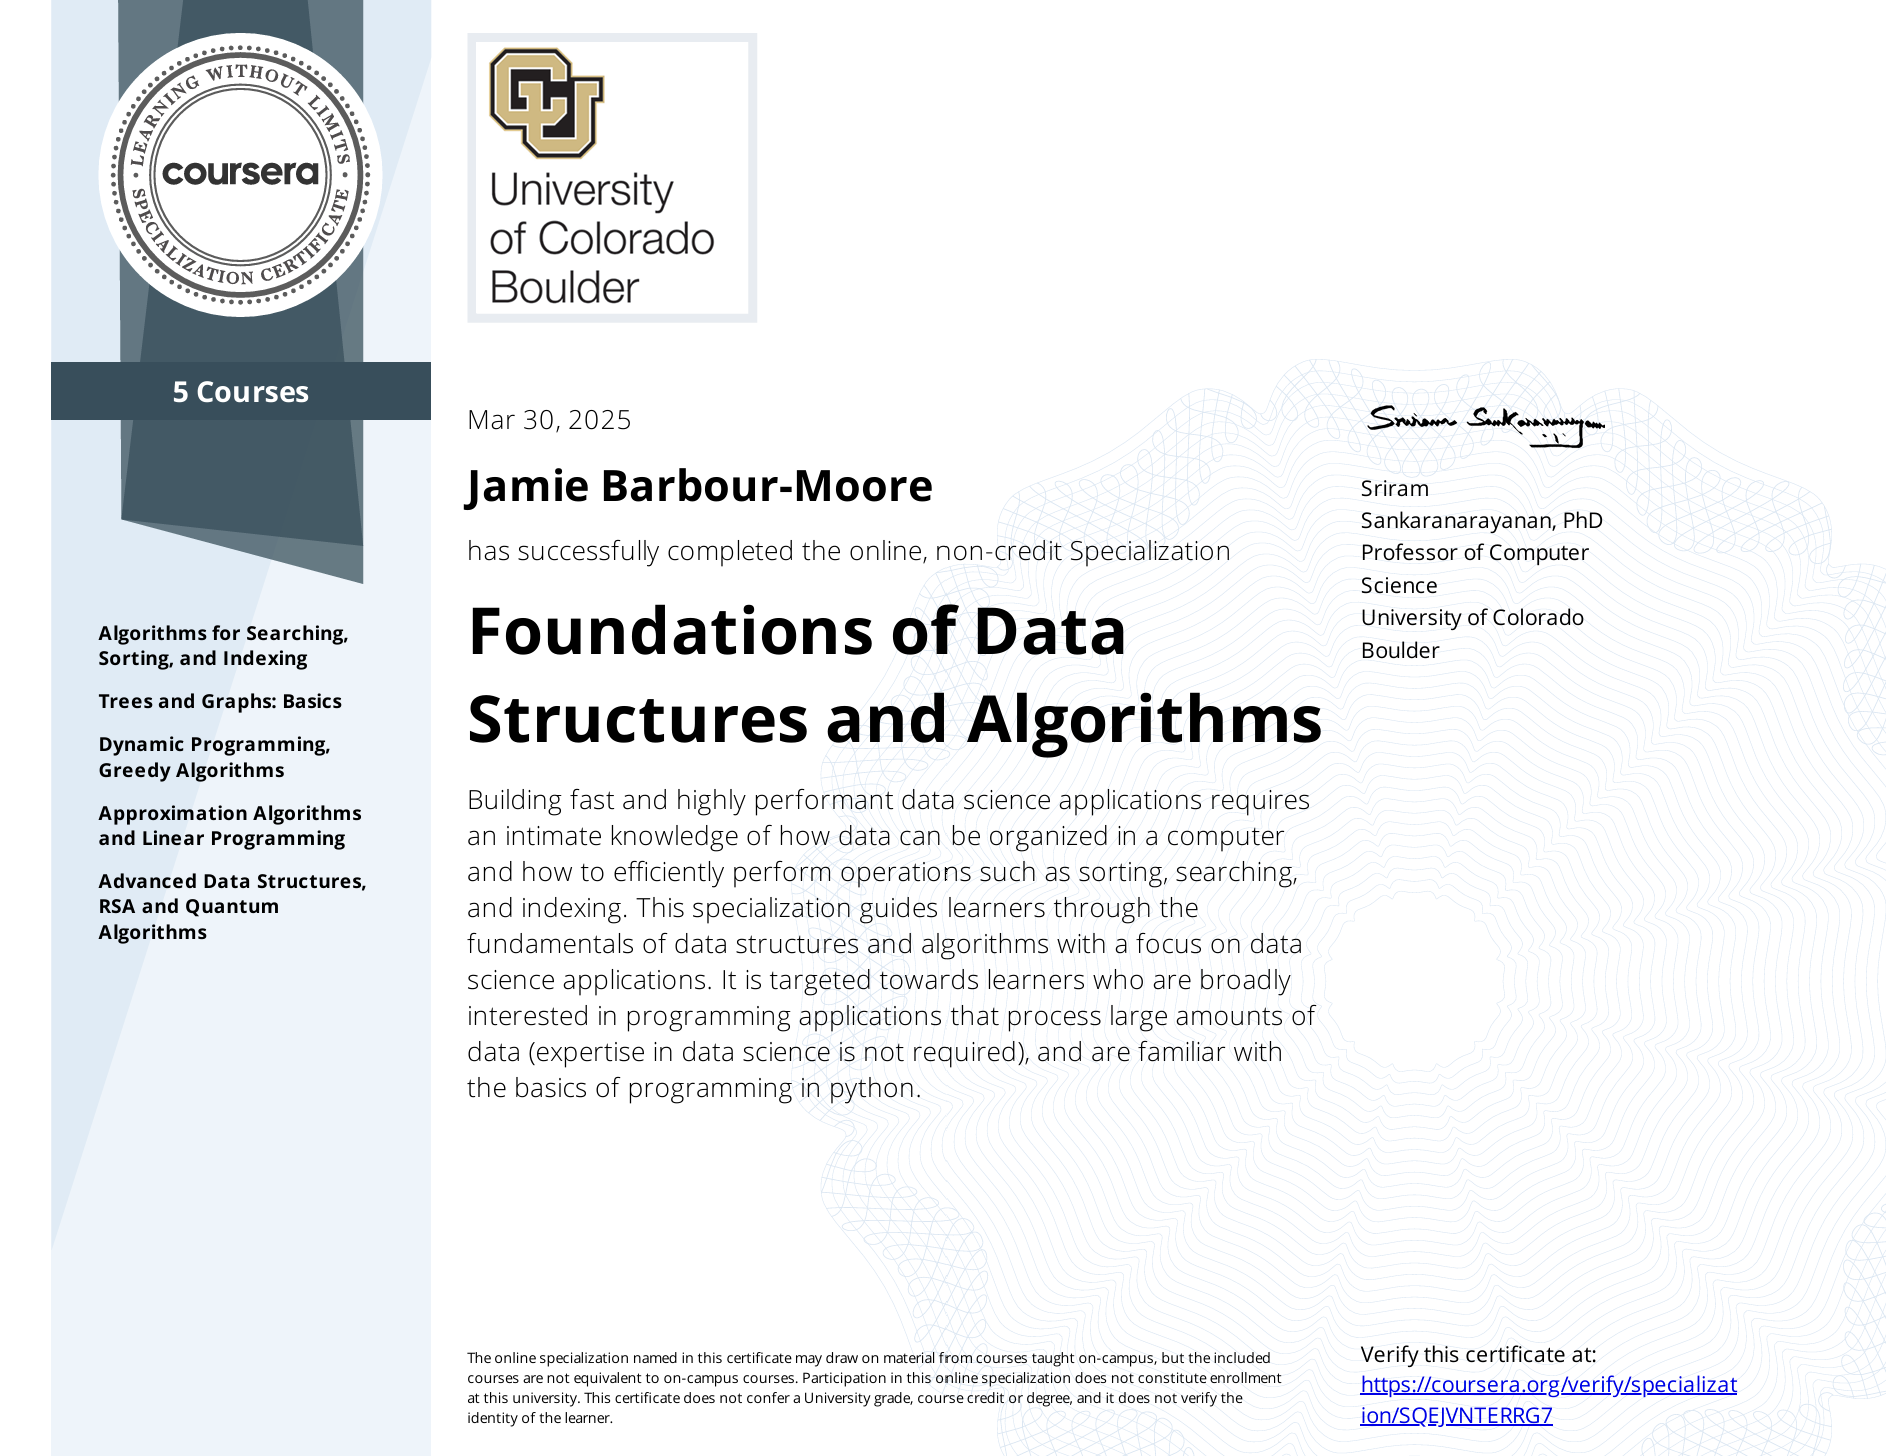 LEARNING WITHOUT LIMITS
coursera
SPECIALIZATION CERTIFICATE
5 Courses
Algorithms for Searching,
Sorting, and Indexing
Trees and Graphs: Basics
Dynamic Programming,
Greedy Algorithms
Approximation Algorithms
and Linear Programming
Advanced Data Structures,
RSA and Quantum
Algorithms
CU
University
of Colorado
Boulder
Mar 30, 2025
Jamie Barbour-Moore
has successfully completed the online, non-credit Specialization
Foundations of Data
Structures and Algorithms
Building fast and highly performant data science applications requires
an intimate knowledge of how data can be organized in a computer
and how to efficiently perform operations such as sorting, searching,
and indexing. This specialization guides learners through the
fundamentals of data structures and algorithms with a focus on data
science applications. It is targeted towards learners who are broadly
interested in programming applications that process large amounts of
data (expertise in data science is not required), and are familiar with
the basics of programming in python.
Sriram Sankaranarayanan
Sriram
Sankaranarayanan, PhD
Professor of Computer
Science
University of Colorado
Boulder
The online specialization named in this certificate may draw on material from courses taught on-campus, but the included
courses are not equivalent to on-campus courses. Participation in this online specialization does not constitute enrollment
at this university. This certificate does not confer a University grade, course credit or degree, and it does not verify the
identity of the learner.
Verify this certificate at:
https://coursera.org/verify/specializat
ion/SQEJVNTERRG7